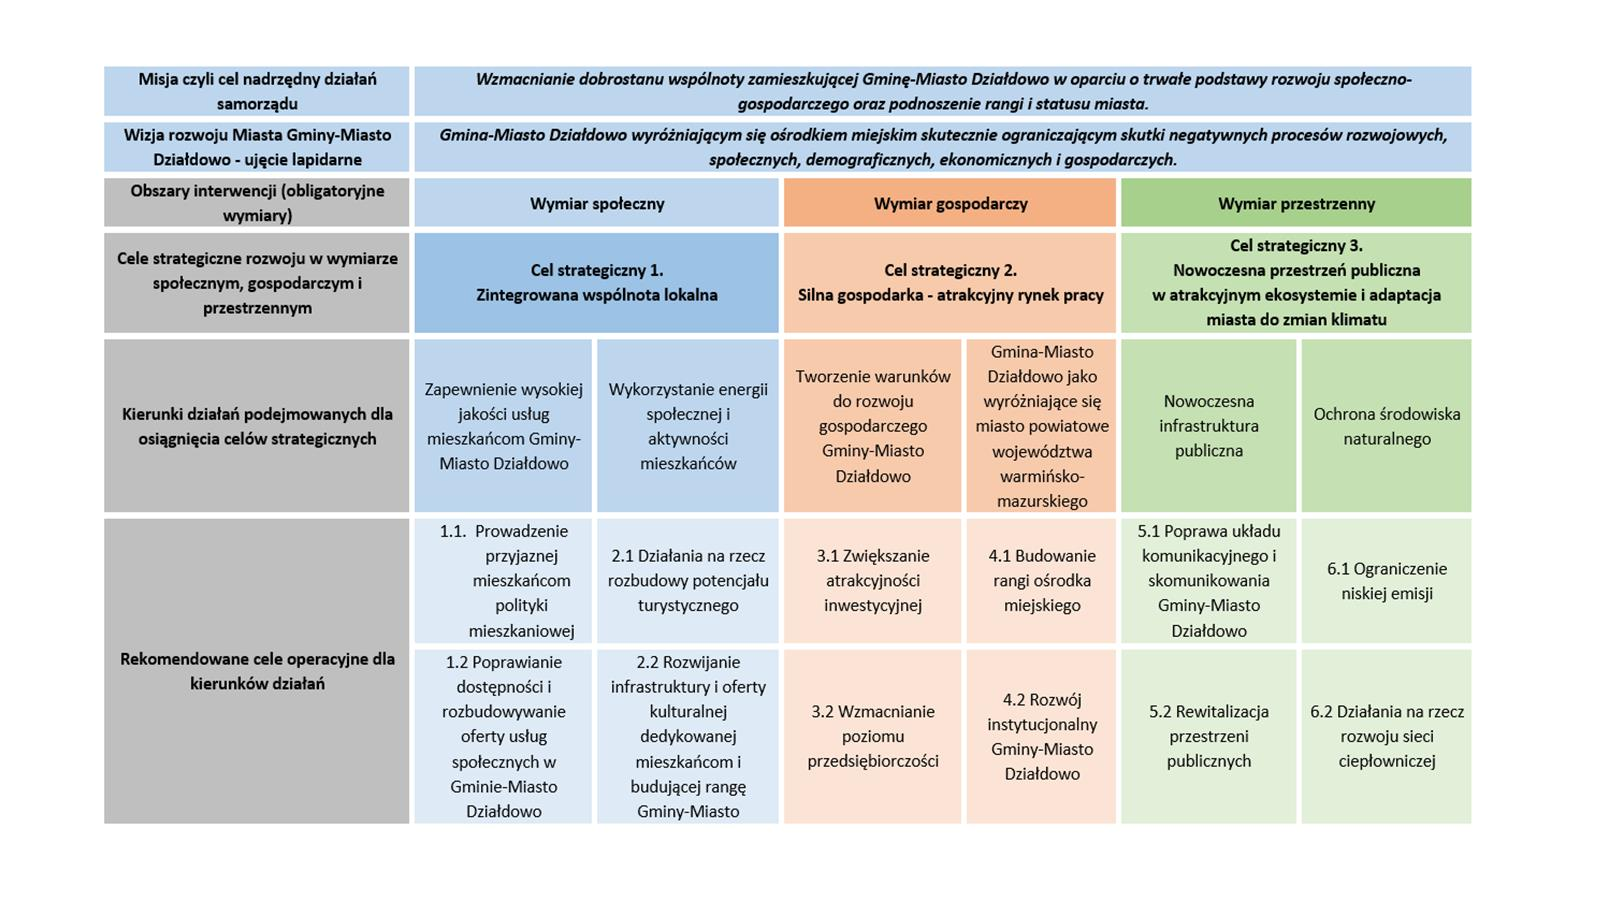 Misja czyli cel nadrzędny działań
samorządu
Wzmacnianie dobrostanu wspólnoty zamieszkującej Gminę-Miasto Działdowo w oparciu o trwałe podstawy rozwoju społeczno-
gospodarczego oraz podnoszenie rangi i statusu miasta.
Wizja rozwoju Miasta Gminy-Miasto
Działdowo - ujęcie lapidarne
Gmina-Miasto Działdowo wyróżniającym się ośrodkiem miejskim skutecznie ograniczającym skutki negatywnych procesów rozwojowych,
społecznych, demograficznych, ekonomicznych i gospodarczych.
Obszary interwencji (obligatoryjne
wymiary)
Wymiar społeczny
Wymiar gospodarczy
Wymiar przestrzenny
Cele strategiczne rozwoju w wymiarze
społecznym, gospodarczym i
przestrzennym
Cel strategiczny 1.
Zintegrowana wspólnota lokalna
Cel strategiczny 2.
Silna gospodarka - atrakcyjny rynek pracy
Cel strategiczny 3.
Nowoczesna przestrzeń publiczna
w atrakcyjnym ekosystemie i adaptacja
miasta do zmian klimatu
Kierunki działań podejmowanych dla
osiągnięcia celów strategicznych
Zapewnienie wysokiej
jakości usług
mieszkańcom Gminy-
Miasto Działdowo
Wykorzystanie energii
społecznej i
aktywności
mieszkańców
Tworzenie warunków
do rozwoju
gospodarczego
Gminy-Miasto
Działdowo
Gmina-Miasto
Działdowo jako
wyróżniające się
miasto powiatowe
województwa
warmińsko-
mazurskiego
Nowoczesna
infrastruktura
publiczna
Ochrona środowiska
naturalnego
Rekomendowane cele operacyjne dla
kierunków działań
1.1. Prowadzenie
przyjaznej
mieszkańcom
polityki
mieszkaniowej
2.1 Działania na rzecz
rozbudowy potencjału
turystycznego
3.1 Zwiększanie
atrakcyjności
inwestycyjnej
4.1 Budowanie
rangi ośrodka
miejskiego
5.1 Poprawa układu
komunikacyjnego i
skomunikowania
Gminy-Miasto
Działdowo
6.1 Ograniczenie
niskiej emisji
1.2 Poprawianie
dostępności i
rozbudowywanie
oferty usług
społecznych w
Gminie-Miasto
Działdowo
2.2 Rozwijanie
infrastruktury i oferty
kulturalnej
dedykowanej
mieszkańcom i
budującej rangę
Gminy-Miasto
3.2 Wzmacnianie
poziomu
przedsiębiorczości
4.2 Rozwój
instytucjonalny
Gminy-Miasto
Działdowo
5.2 Rewitalizacja
przestrzeni
publicznych
6.2 Działania na rzecz
rozwoju sieci
ciepłowniczej